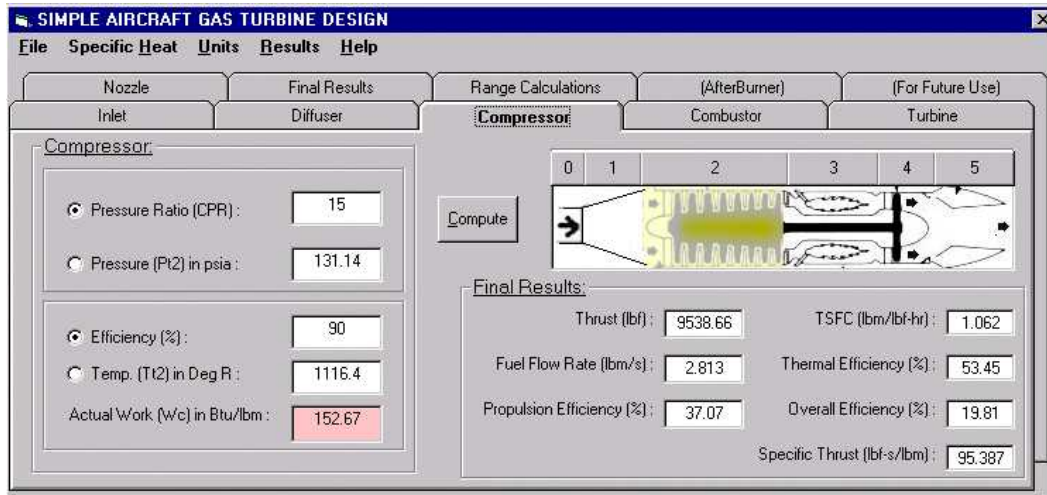 SIMPLE AIRCRAFT GAS TURBINE DESIGN
File Specific Heat Units Results Help
Nozzle Final Results Range Calculations (AfterBurner) (For Future Use)
Inlet Diffuser Compressor Combustor Turbine
Compressor:
Pressure Ratio (CPR) : 15
Pressure (Pt2) in psia : 131.14
Efficiency (%) : 90
Temp. (Tt2) in Deg R : 1116.4
Actual Work (Wc) in Btu/lbm : 152.67
Compute
0 1 2 3 4 5
Final Results:
Thrust (lbf) : 9538.66 TSFC (lbm/lbf-hr) : 1.062
Fuel Flow Rate (lbm/s) : 2.813 Thermal Efficiency (%) : 53.45
Propulsion Efficiency (%) : 37.07 Overall Efficiency (%) : 19.81
Specific Thrust (lbf-s/lbm) : 95.387